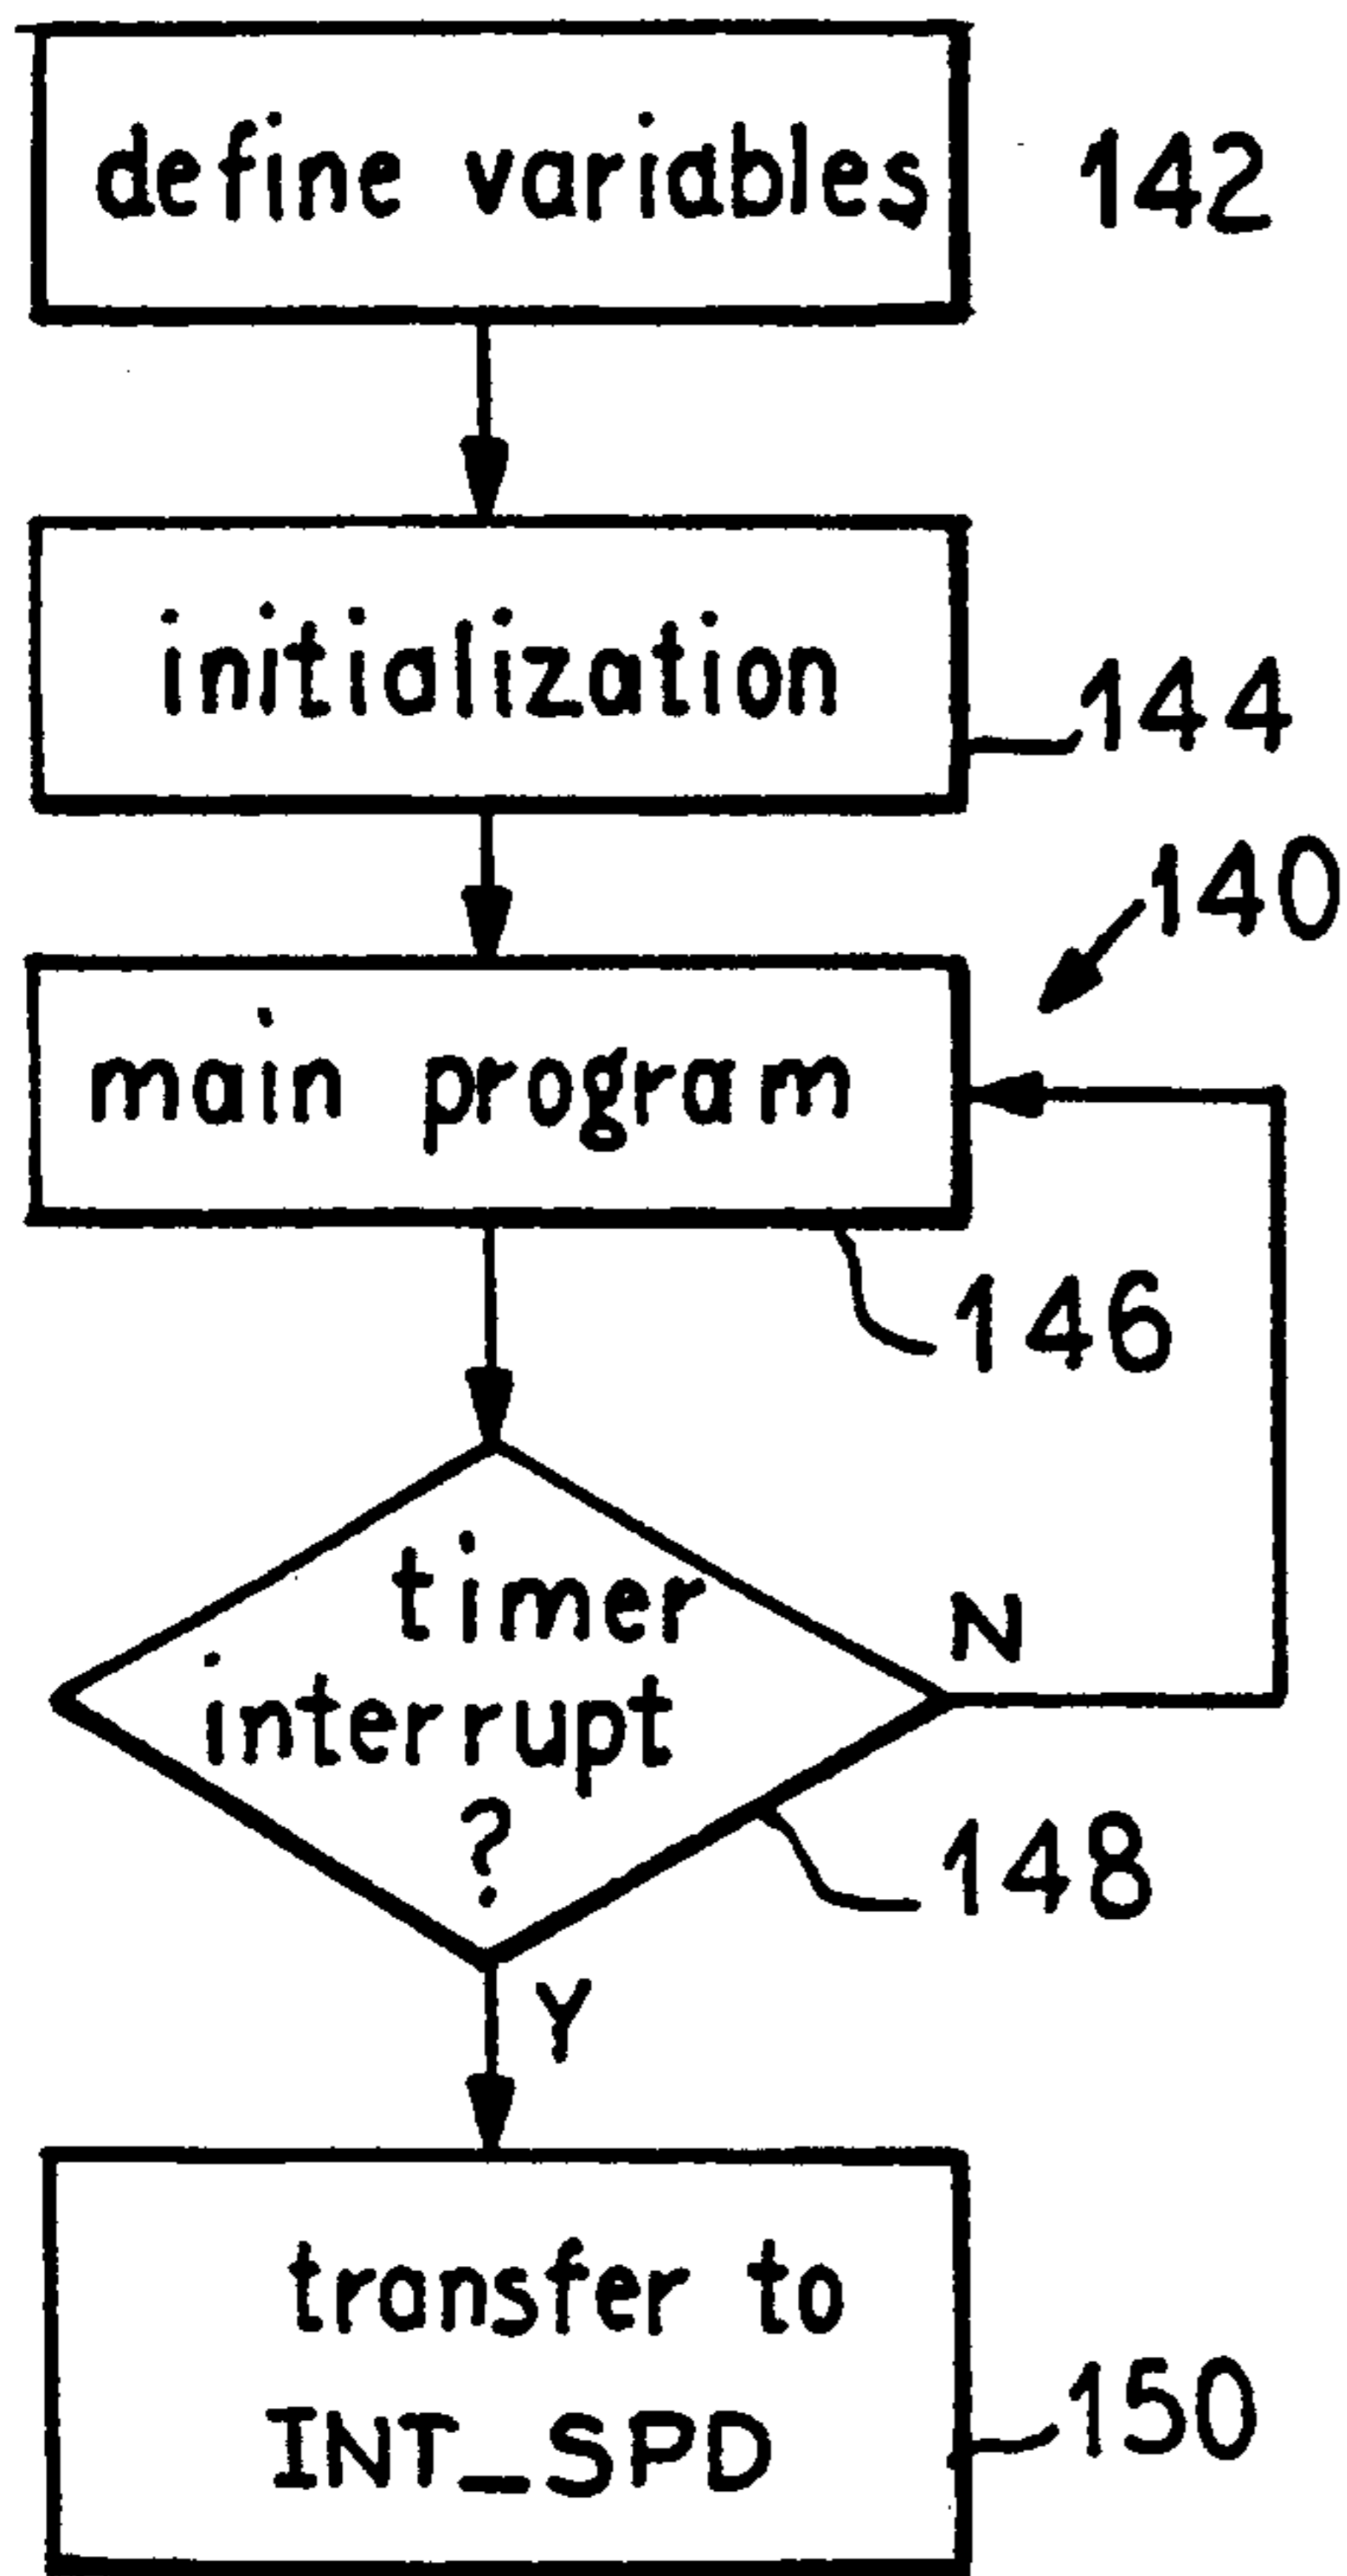 define variables
142
initialization
144
140
main program
146
timer
interrupt
?
N
148
Y
transfer to
INT_SPD
150